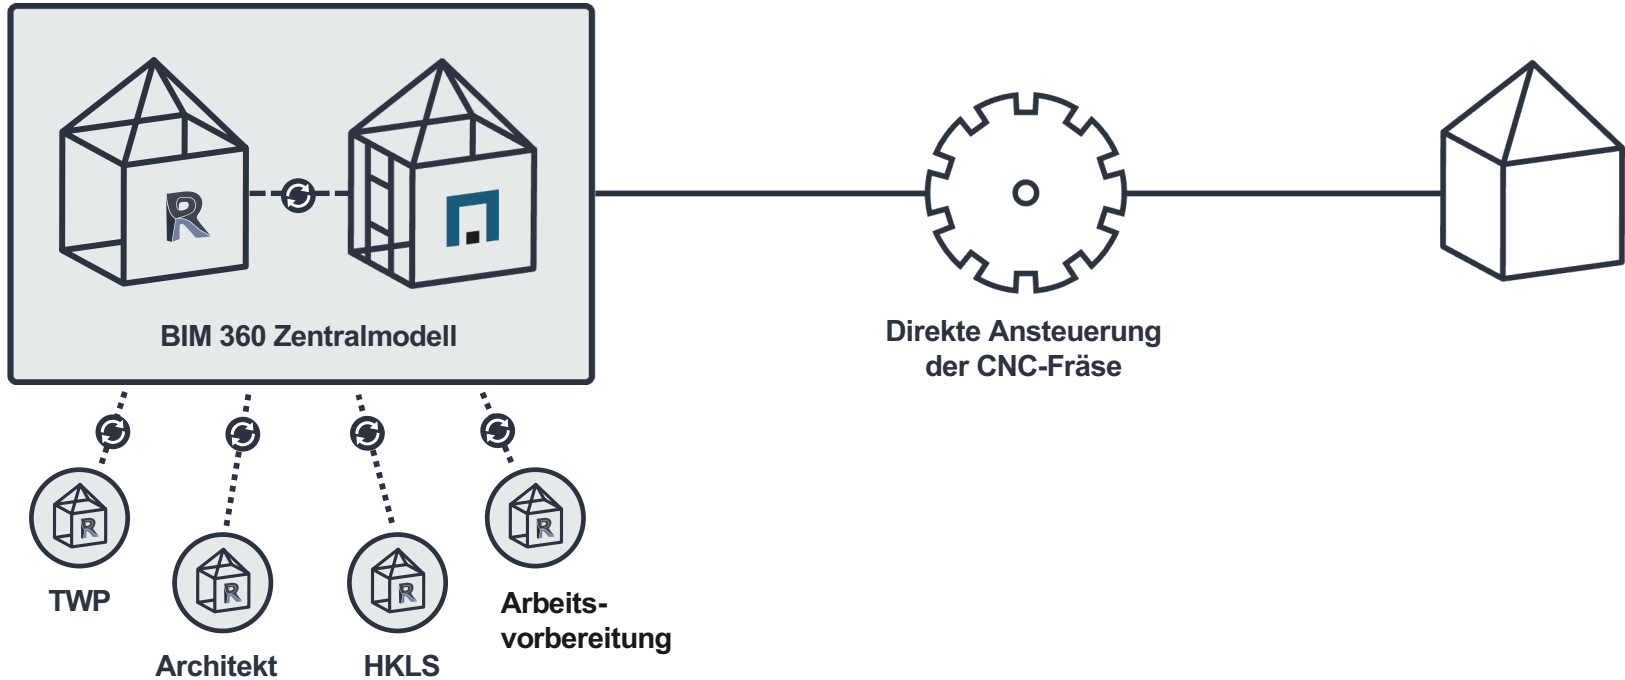 R
BIM 360 Zentralmodell
Direkte Ansteuerung
der CNC-Fräse
R
R
R
R
TWP
Arbeits-
vorbereitung
Architekt
HKLS